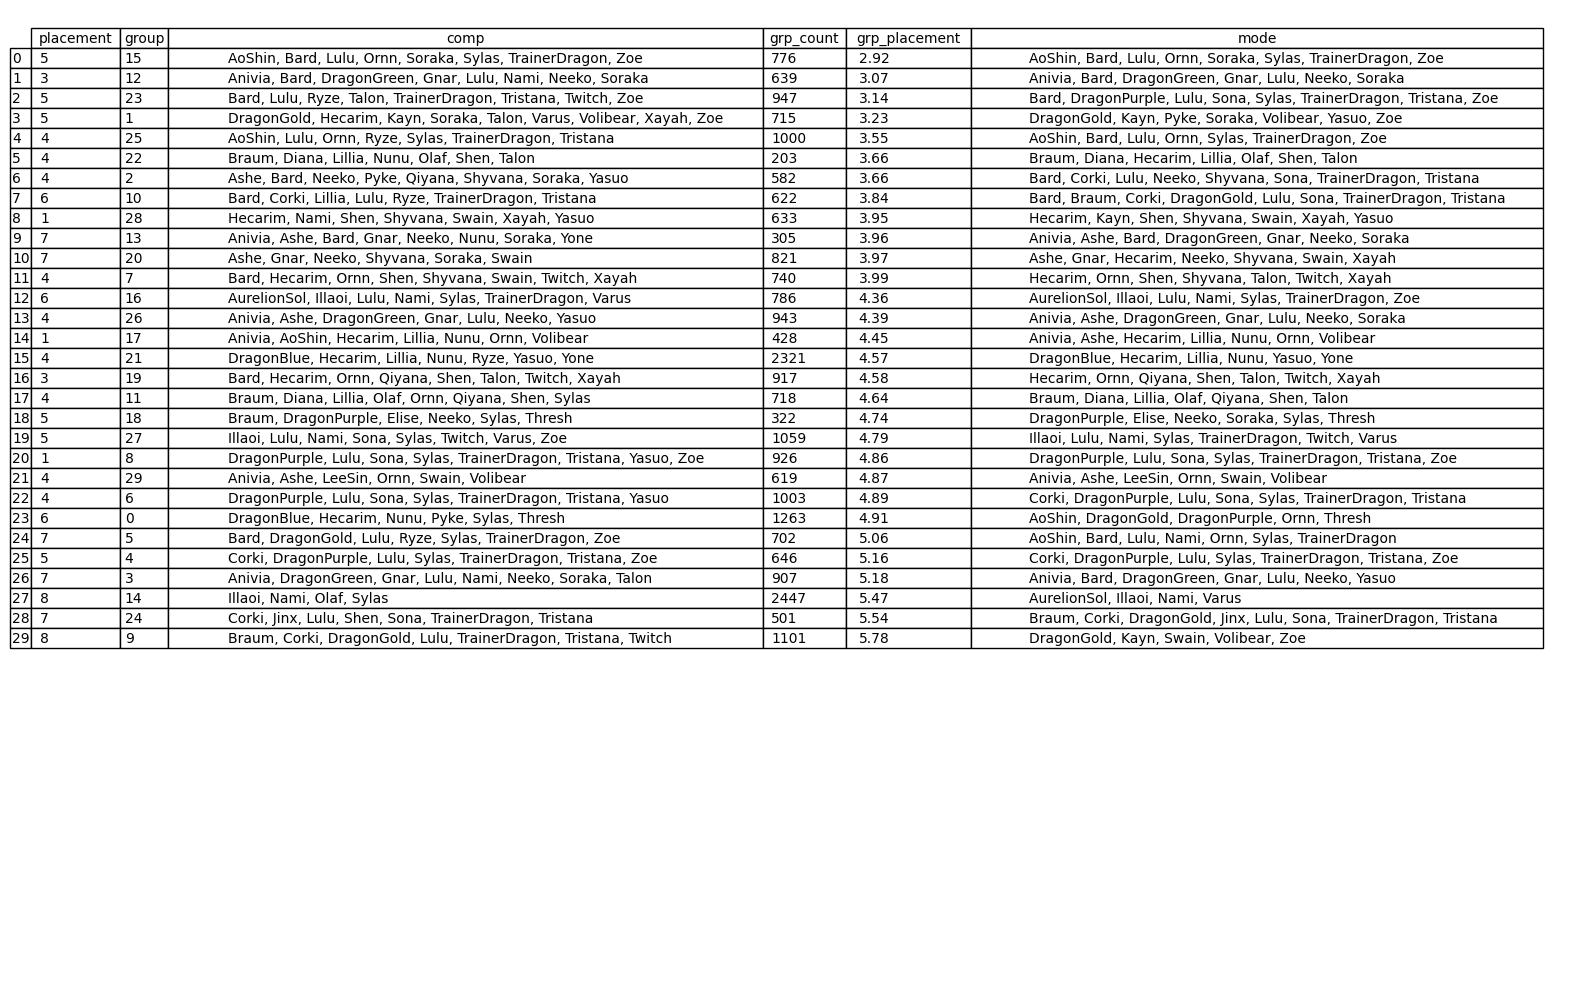 placement group comp grp_count grp_placement mode
0 5 15 AoShin, Bard, Lulu, Ornn, Soraka, Sylas, TrainerDragon, Zoe 776 2.92 AoShin, Bard, Lulu, Ornn, Soraka, Sylas, TrainerDragon, Zoe
1 3 12 Anivia, Bard, DragonGreen, Gnar, Lulu, Nami, Neeko, Soraka 639 3.07 Anivia, Bard, DragonGreen, Gnar, Lulu, Neeko, Soraka
2 5 23 Bard, Lulu, Ryze, Talon, TrainerDragon, Tristana, Twitch, Zoe 947 3.14 Bard, DragonPurple, Lulu, Sona, Sylas, TrainerDragon, Tristana, Zoe
3 5 1 DragonGold, Hecarim, Kayn, Soraka, Talon, Varus, Volibear, Xayah, Zoe 715 3.23 DragonGold, Kayn, Pyke, Soraka, Volibear, Yasuo, Zoe
4 4 25 AoShin, Lulu, Ornn, Ryze, Sylas, TrainerDragon, Tristana 1000 3.55 AoShin, Bard, Lulu, Ornn, Sylas, TrainerDragon, Zoe
5 4 22 Braum, Diana, Lillia, Nunu, Olaf, Shen, Talon 203 3.66 Braum, Diana, Hecarim, Lillia, Olaf, Shen, Talon
6 4 2 Ashe, Bard, Neeko, Pyke, Qiyana, Shyvana, Soraka, Yasuo 582 3.66 Bard, Corki, Lulu, Neeko, Shyvana, Sona, TrainerDragon, Tristana
7 6 10 Bard, Corki, Lillia, Lulu, Ryze, TrainerDragon, Tristana 622 3.84 Bard, Braum, Corki, DragonGold, Lulu, Sona, TrainerDragon, Tristana
8 1 28 Hecarim, Nami, Shen, Shyvana, Swain, Xayah, Yasuo 633 3.95 Hecarim, Kayn, Shen, Shyvana, Swain, Xayah, Yasuo
9 7 13 Anivia, Ashe, Bard, Gnar, Neeko, Nunu, Soraka, Yone 305 3.96 Anivia, Ashe, Bard, DragonGreen, Gnar, Neeko, Soraka
10 7 20 Ashe, Gnar, Neeko, Shyvana, Soraka, Swain 821 3.97 Ashe, Gnar, Hecarim, Neeko, Shyvana, Swain, Xayah
11 4 7 Bard, Hecarim, Ornn, Shen, Shyvana, Swain, Twitch, Xayah 740 3.99 Hecarim, Ornn, Shen, Shyvana, Talon, Twitch, Xayah
12 6 16 AurelionSol, Illaoi, Lulu, Nami, Sylas, TrainerDragon, Varus 786 4.36 AurelionSol, Illaoi, Lulu, Nami, Sylas, TrainerDragon, Zoe
13 4 26 Anivia, Ashe, DragonGreen, Gnar, Lulu, Neeko, Yasuo 943 4.39 Anivia, Ashe, DragonGreen, Gnar, Lulu, Neeko, Soraka
14 1 17 Anivia, AoShin, Hecarim, Lillia, Nunu, Ornn, Volibear 428 4.45 Anivia, Ashe, Hecarim, Lillia, Nunu, Ornn, Volibear
15 4 21 DragonBlue, Hecarim, Lillia, Nunu, Ryze, Yasuo, Yone 2321 4.57 DragonBlue, Hecarim, Lillia, Nunu, Yasuo, Yone
16 3 19 Bard, Hecarim, Ornn, Qiyana, Shen, Talon, Twitch, Xayah 917 4.58 Hecarim, Ornn, Qiyana, Shen, Talon, Twitch, Xayah
17 4 11 Braum, Diana, Lillia, Olaf, Ornn, Qiyana, Shen, Sylas 718 4.64 Braum, Diana, Lillia, Olaf, Qiyana, Shen, Talon
18 5 18 Braum, DragonPurple, Elise, Neeko, Sylas, Thresh 322 4.74 DragonPurple, Elise, Neeko, Soraka, Sylas, Thresh
19 5 27 Illaoi, Lulu, Nami, Sona, Sylas, Twitch, Varus, Zoe 1059 4.79 Illaoi, Lulu, Nami, Sylas, TrainerDragon, Twitch, Varus
20 1 8 DragonPurple, Lulu, Sona, Sylas, TrainerDragon, Tristana, Yasuo, Zoe 926 4.86 DragonPurple, Lulu, Sona, Sylas, TrainerDragon, Tristana, Zoe
21 4 29 Anivia, Ashe, LeeSin, Ornn, Swain, Volibear 619 4.87 Anivia, Ashe, LeeSin, Ornn, Swain, Volibear
22 4 6 DragonPurple, Lulu, Sona, Sylas, TrainerDragon, Tristana, Yasuo 1003 4.89 Corki, DragonPurple, Lulu, Sona, Sylas, TrainerDragon, Tristana
23 6 0 DragonBlue, Hecarim, Nunu, Pyke, Sylas, Thresh 1263 4.91 AoShin, DragonGold, DragonPurple, Ornn, Thresh
24 7 5 Bard, DragonGold, Lulu, Ryze, Sylas, TrainerDragon, Zoe 702 5.06 AoShin, Bard, Lulu, Nami, Ornn, Sylas, TrainerDragon
25 5 4 Corki, DragonPurple, Lulu, Sylas, TrainerDragon, Tristana, Zoe 646 5.16 Corki, DragonPurple, Lulu, Sylas, TrainerDragon, Tristana, Zoe
26 7 3 Anivia, DragonGreen, Gnar, Lulu, Nami, Neeko, Soraka, Talon 907 5.18 Anivia, Bard, DragonGreen, Gnar, Lulu, Neeko, Yasuo
27 8 14 Illaoi, Nami, Olaf, Sylas 2447 5.47 AurelionSol, Illaoi, Nami, Varus
28 7 24 Corki, Jinx, Lulu, Shen, Sona, TrainerDragon, Tristana 501 5.54 Braum, Corki, DragonGold, Jinx, Lulu, Sona, TrainerDragon, Tristana
29 8 9 Braum, Corki, DragonGold, Lulu, TrainerDragon, Tristana, Twitch 1101 5.78 DragonGold, Kayn, Swain, Volibear, Zoe